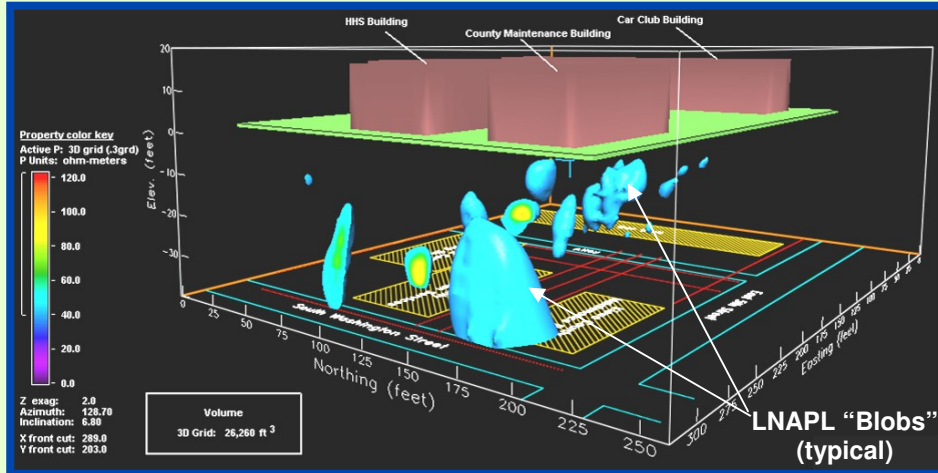 HHS Building
County Maintenance Building
Car Club Building
20
10
0
-10
-20
-30
Elev. (feet)
Property color key
Active P: 3D grid (.3grd)
P Units: ohm-meters
120.0
100.0
80.0
60.0
40.0
20.0
0.0
Z exag: 2.0
Azimuth: 128.70
Inclination: 6.80
X front cut: 289.0
Y front cut: 203.0
Volume
3D Grid: 26,260 ft 3
South Washington Street
East 5th Street
0
25
50
75
100
125
150
175
200
225
250
Northing (feet)
300
275
250
225
200
175
150
125
100
75
50
25
0
Easting (feet)
LNAPL “Blobs”
(typical)